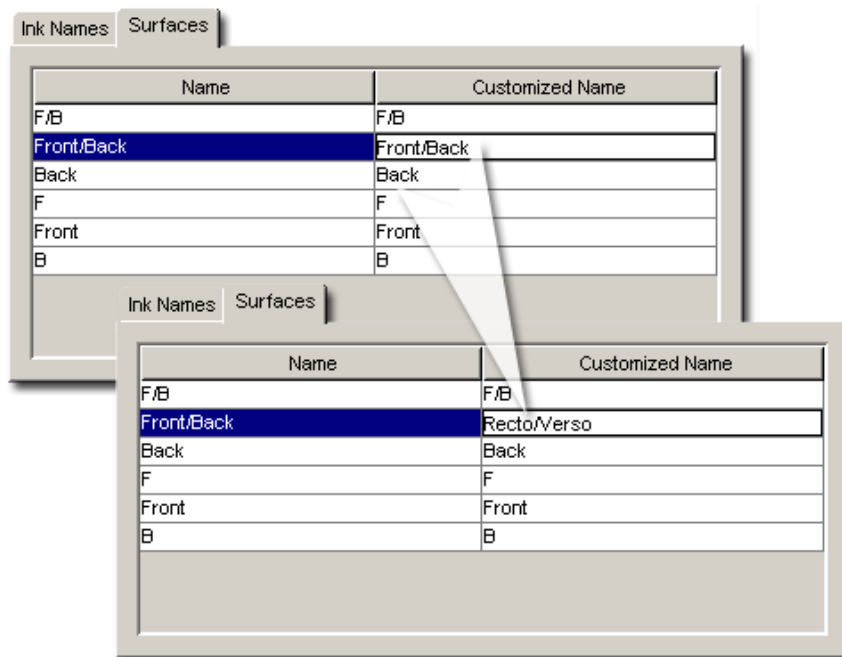 Ink Names Surfaces
Name Customized Name
F/B F/B
Front/Back Front/Back
Back Back
F F
Front Front
B B
Ink Names Surfaces
Name Customized Name
F/B F/B
Front/Back Recto/Verso
Back Back
F F
Front Front
B B